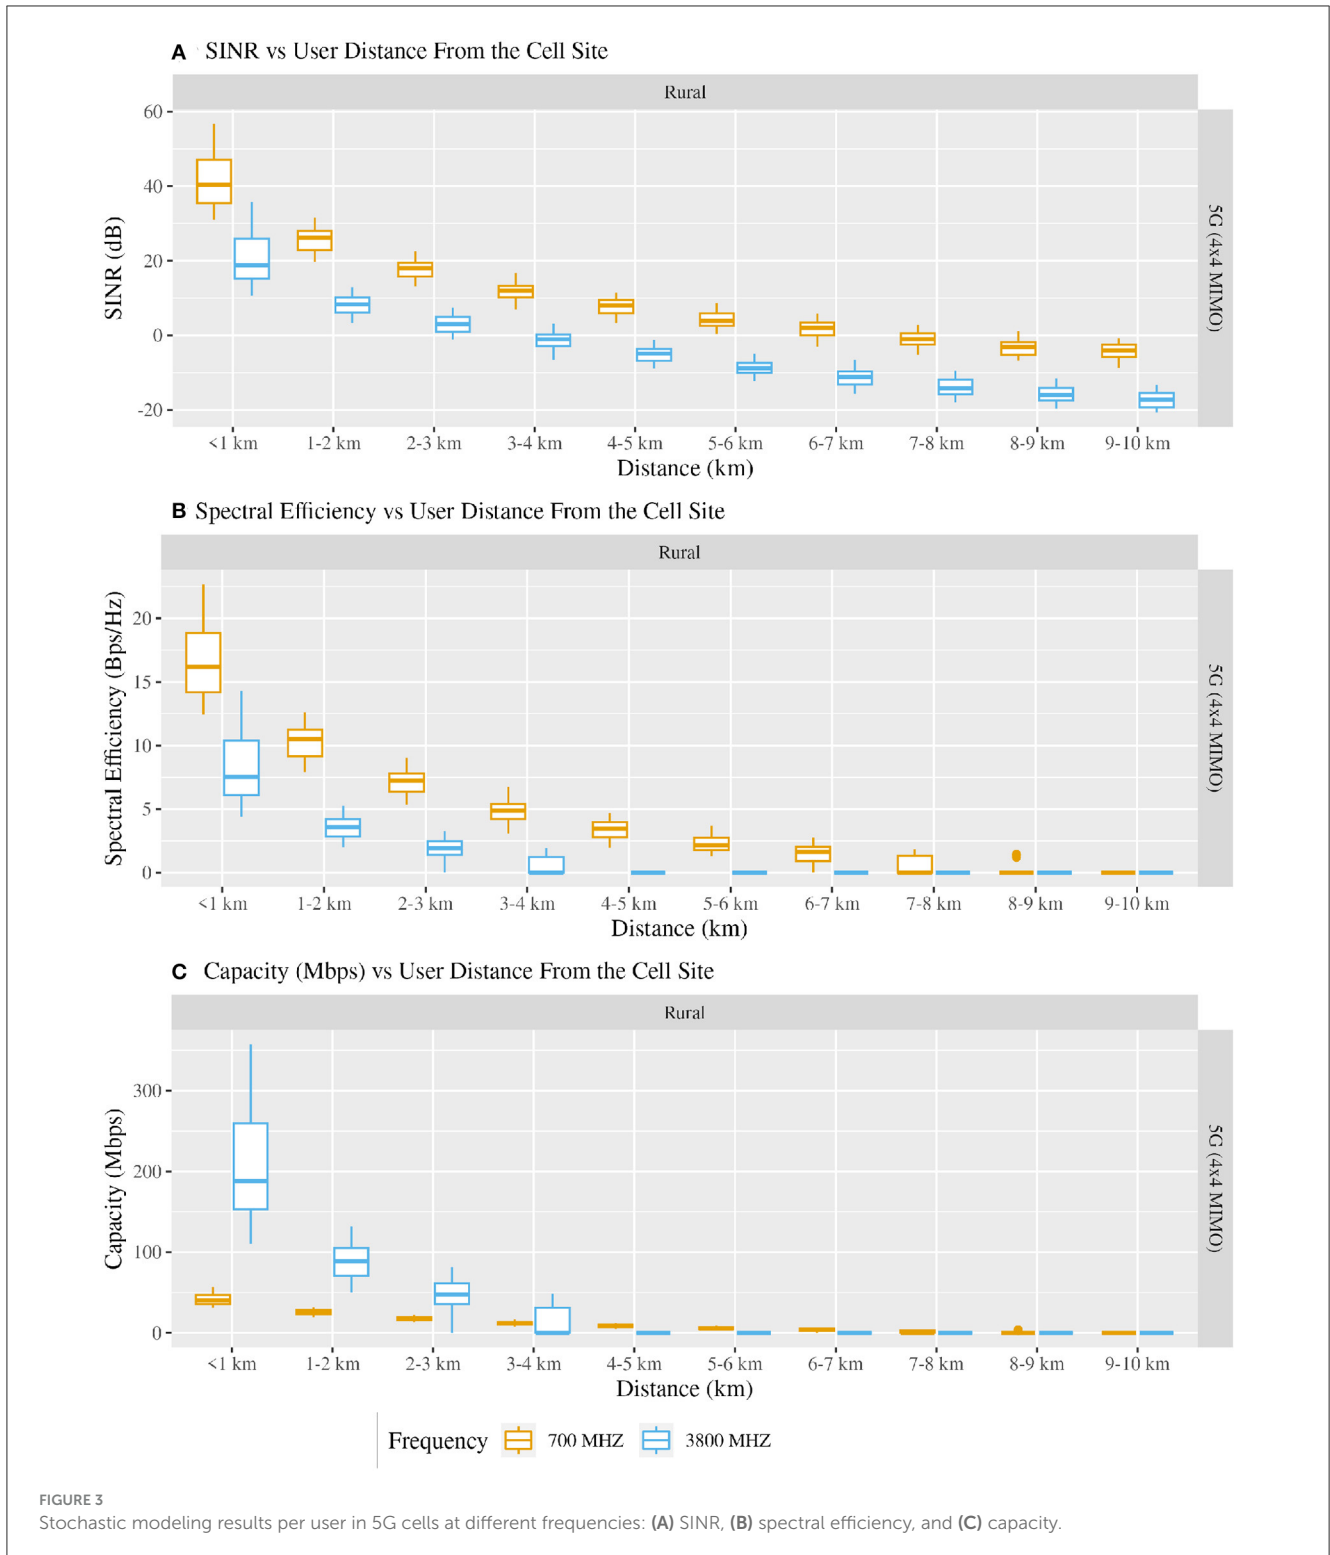 A SINR vs User Distance From the Cell Site
Rural
60
40
20
0
-20
SINR (dB)
5G (4x4 MIMO)
<1 km 1-2 km 2-3 km 3-4 km 4-5 km 5-6 km 6-7 km 7-8 km 8-9 km 9-10 km
Distance (km)
B Spectral Efficiency vs User Distance From the Cell Site
Rural
20
15
10
5
0
Spectral Efficiency (Bps/Hz)
5G (4x4 MIMO)
<1 km 1-2 km 2-3 km 3-4 km 4-5 km 5-6 km 6-7 km 7-8 km 8-9 km 9-10 km
Distance (km)
C Capacity (Mbps) vs User Distance From the Cell Site
Rural
300
200
100
0
Capacity (Mbps)
5G (4x4 MIMO)
<1 km 1-2 km 2-3 km 3-4 km 4-5 km 5-6 km 6-7 km 7-8 km 8-9 km 9-10 km
Distance (km)
Frequency 700 MHZ 3800 MHZ
FIGURE 3
Stochastic modeling results per user in 5G cells at different frequencies: (A) SINR, (B) spectral efficiency, and (C) capacity.